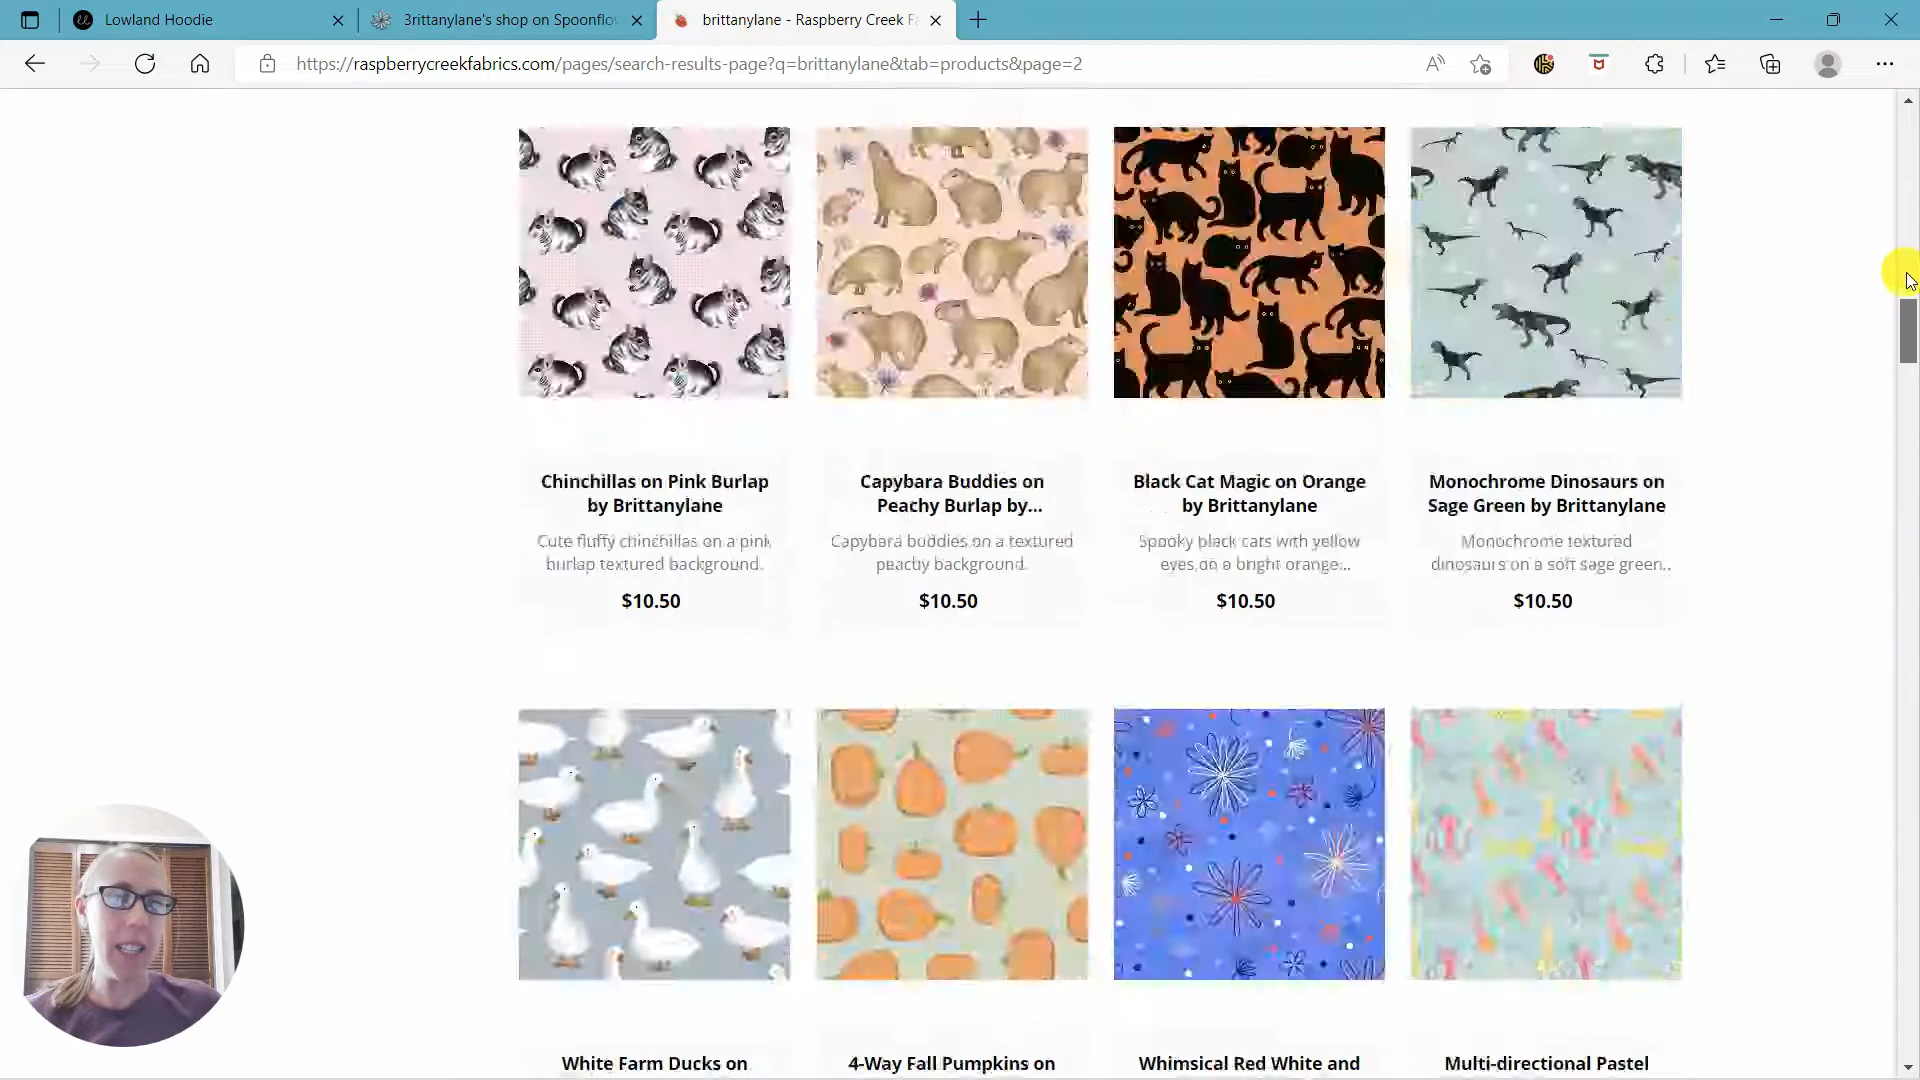 Lowland Hoodie
3rittanylane's shop on Spoonflo
brittanylane - Raspberry Creek F
https://raspberrycreekfabrics.com/pages/search-results-page?q=brittanylane&tab=products&page=2
Chinchillas on Pink Burlap
by Brittanylane
Cute fluffy chinchillas on a pink
burlap textured background.
$10.50
Capybara Buddies on
Peachy Burlap by...
Capybara buddies on a textured
peachy background.
$10.50
Black Cat Magic on Orange
by Brittanylane
Spooky black cats with yellow
eyes on a bright orange...
$10.50
Monochrome Dinosaurs on
Sage Green by Brittanylane
Monochrome textured
dinosaurs on a soft sage green..
$10.50
White Farm Ducks on
4-Way Fall Pumpkins on
Whimsical Red White and
Multi-directional Pastel